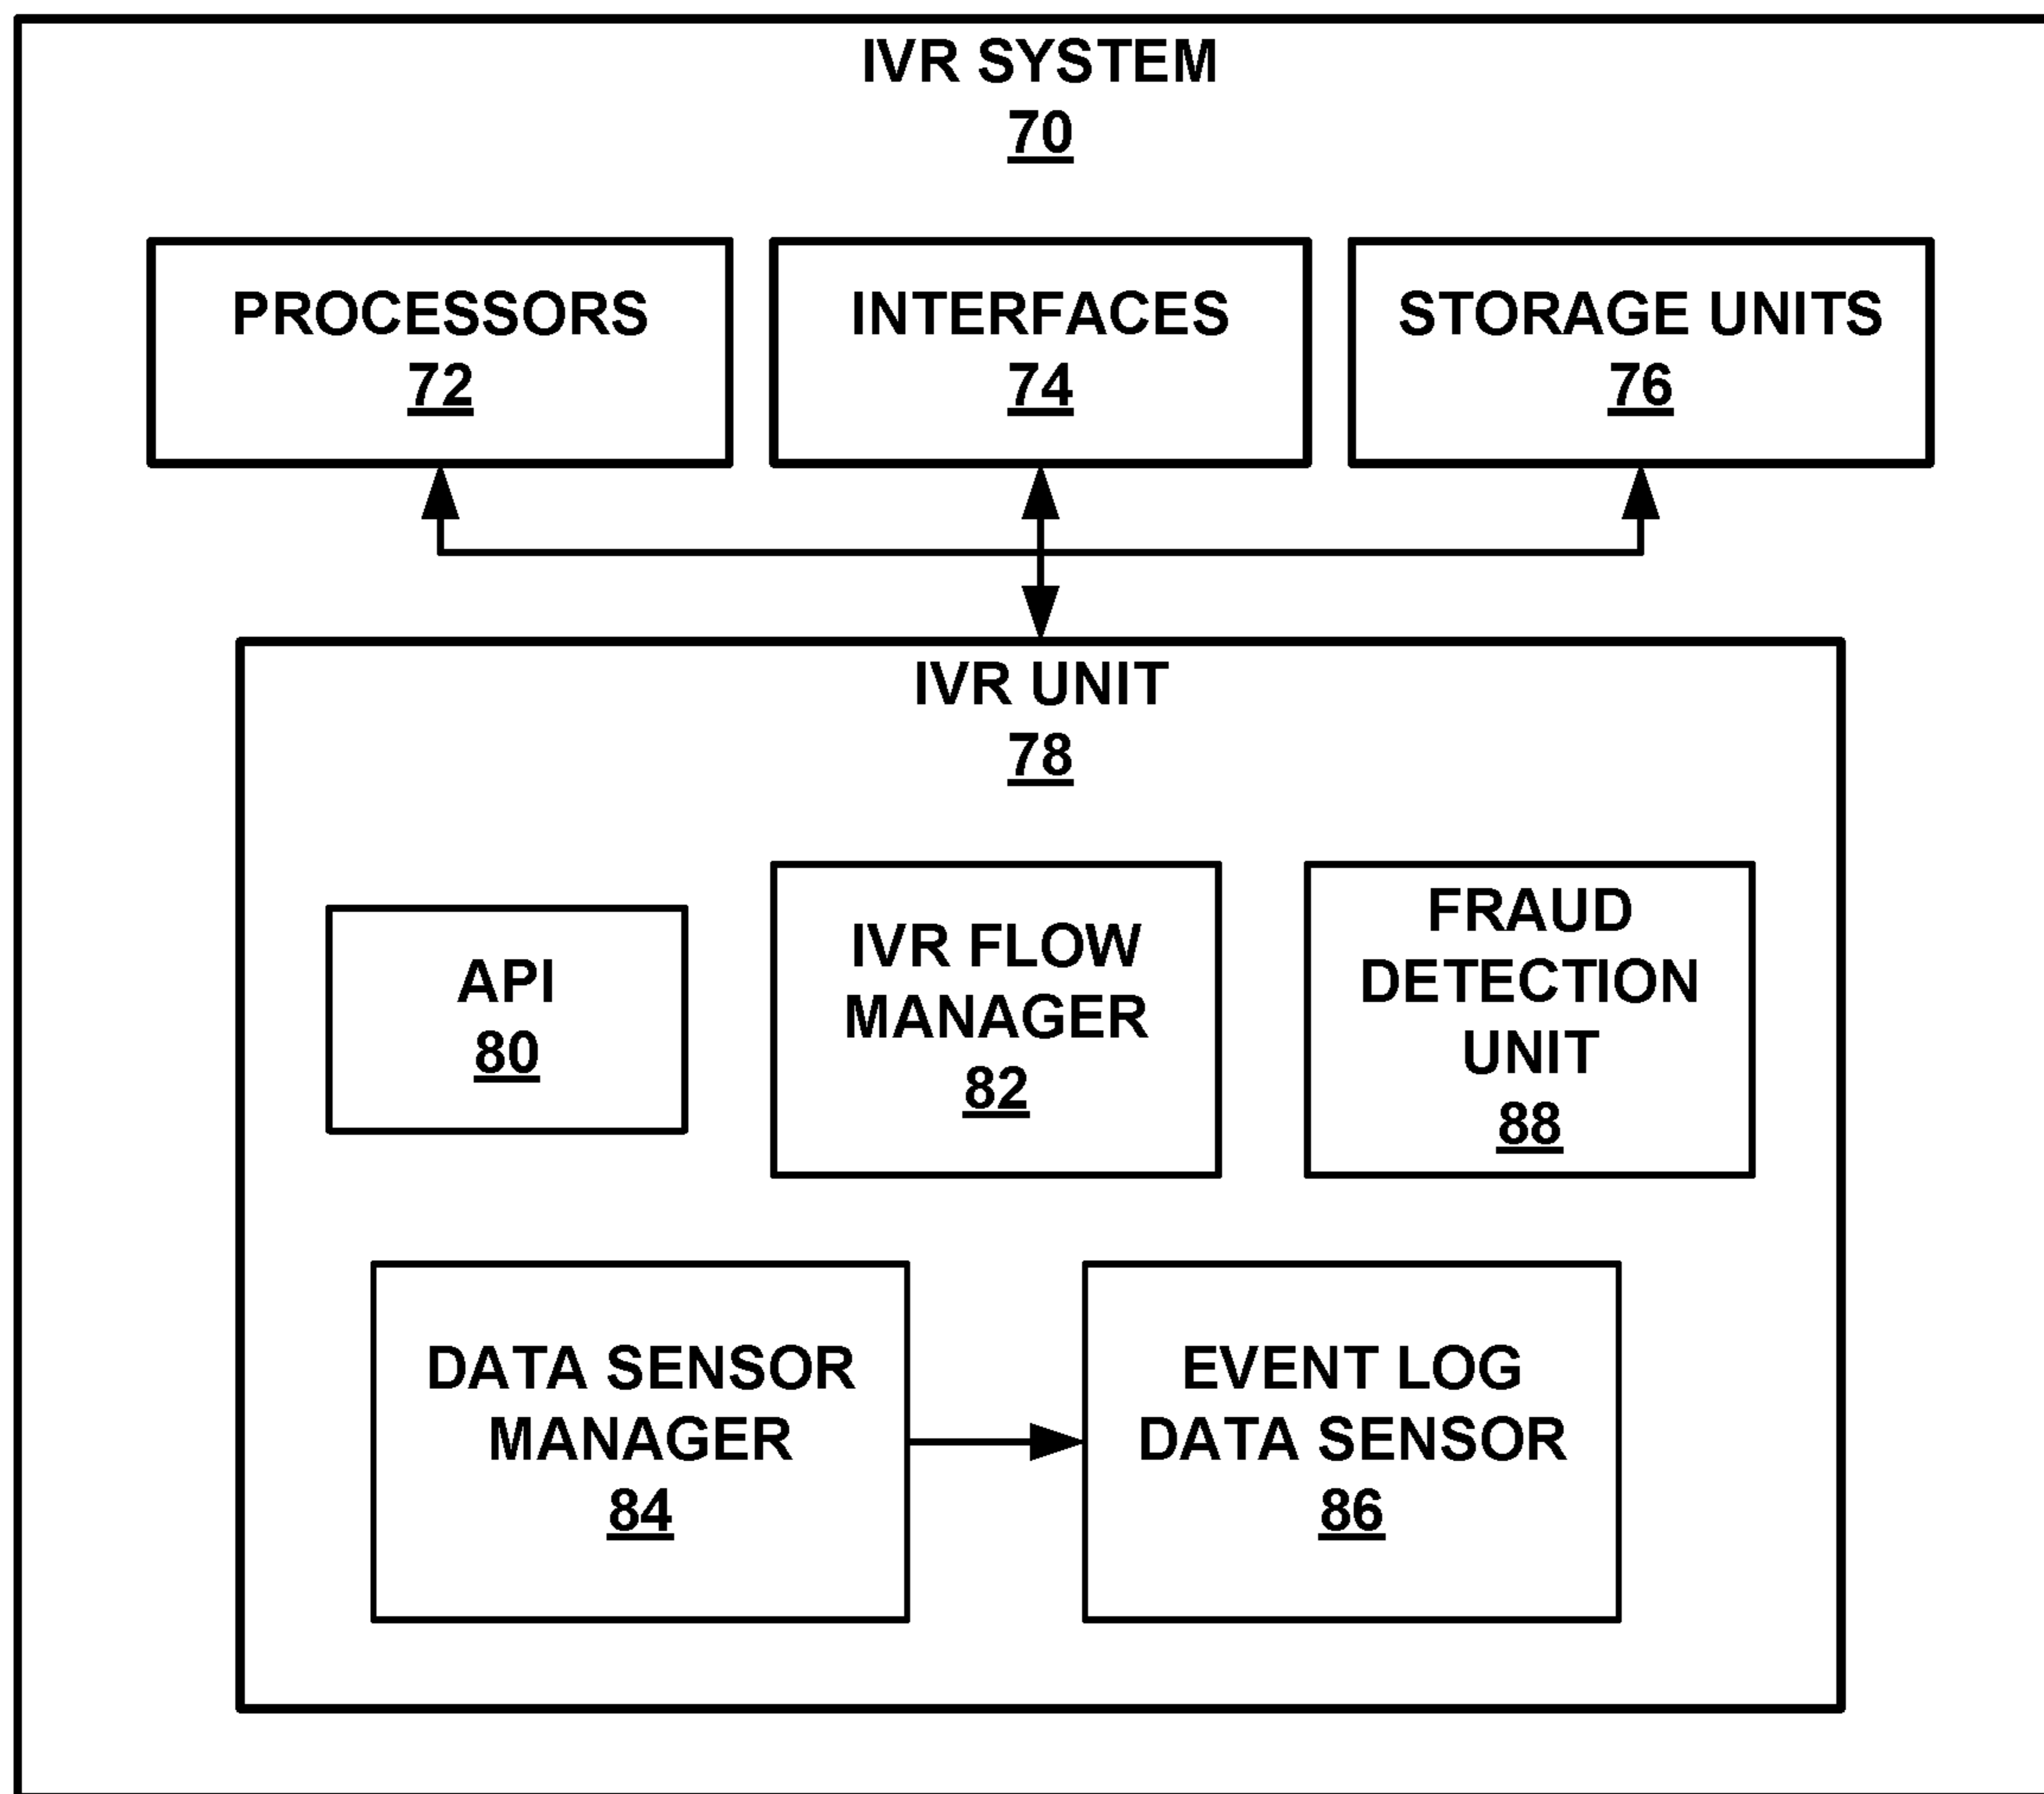 IVR SYSTEM
70
PROCESSORS
72
INTERFACES
74
STORAGE UNITS
76
IVR UNIT
78
API
80
IVR FLOW
MANAGER
82
FRAUD
DETECTION
UNIT
88
DATA SENSOR
MANAGER
84
EVENT LOG
DATA SENSOR
86